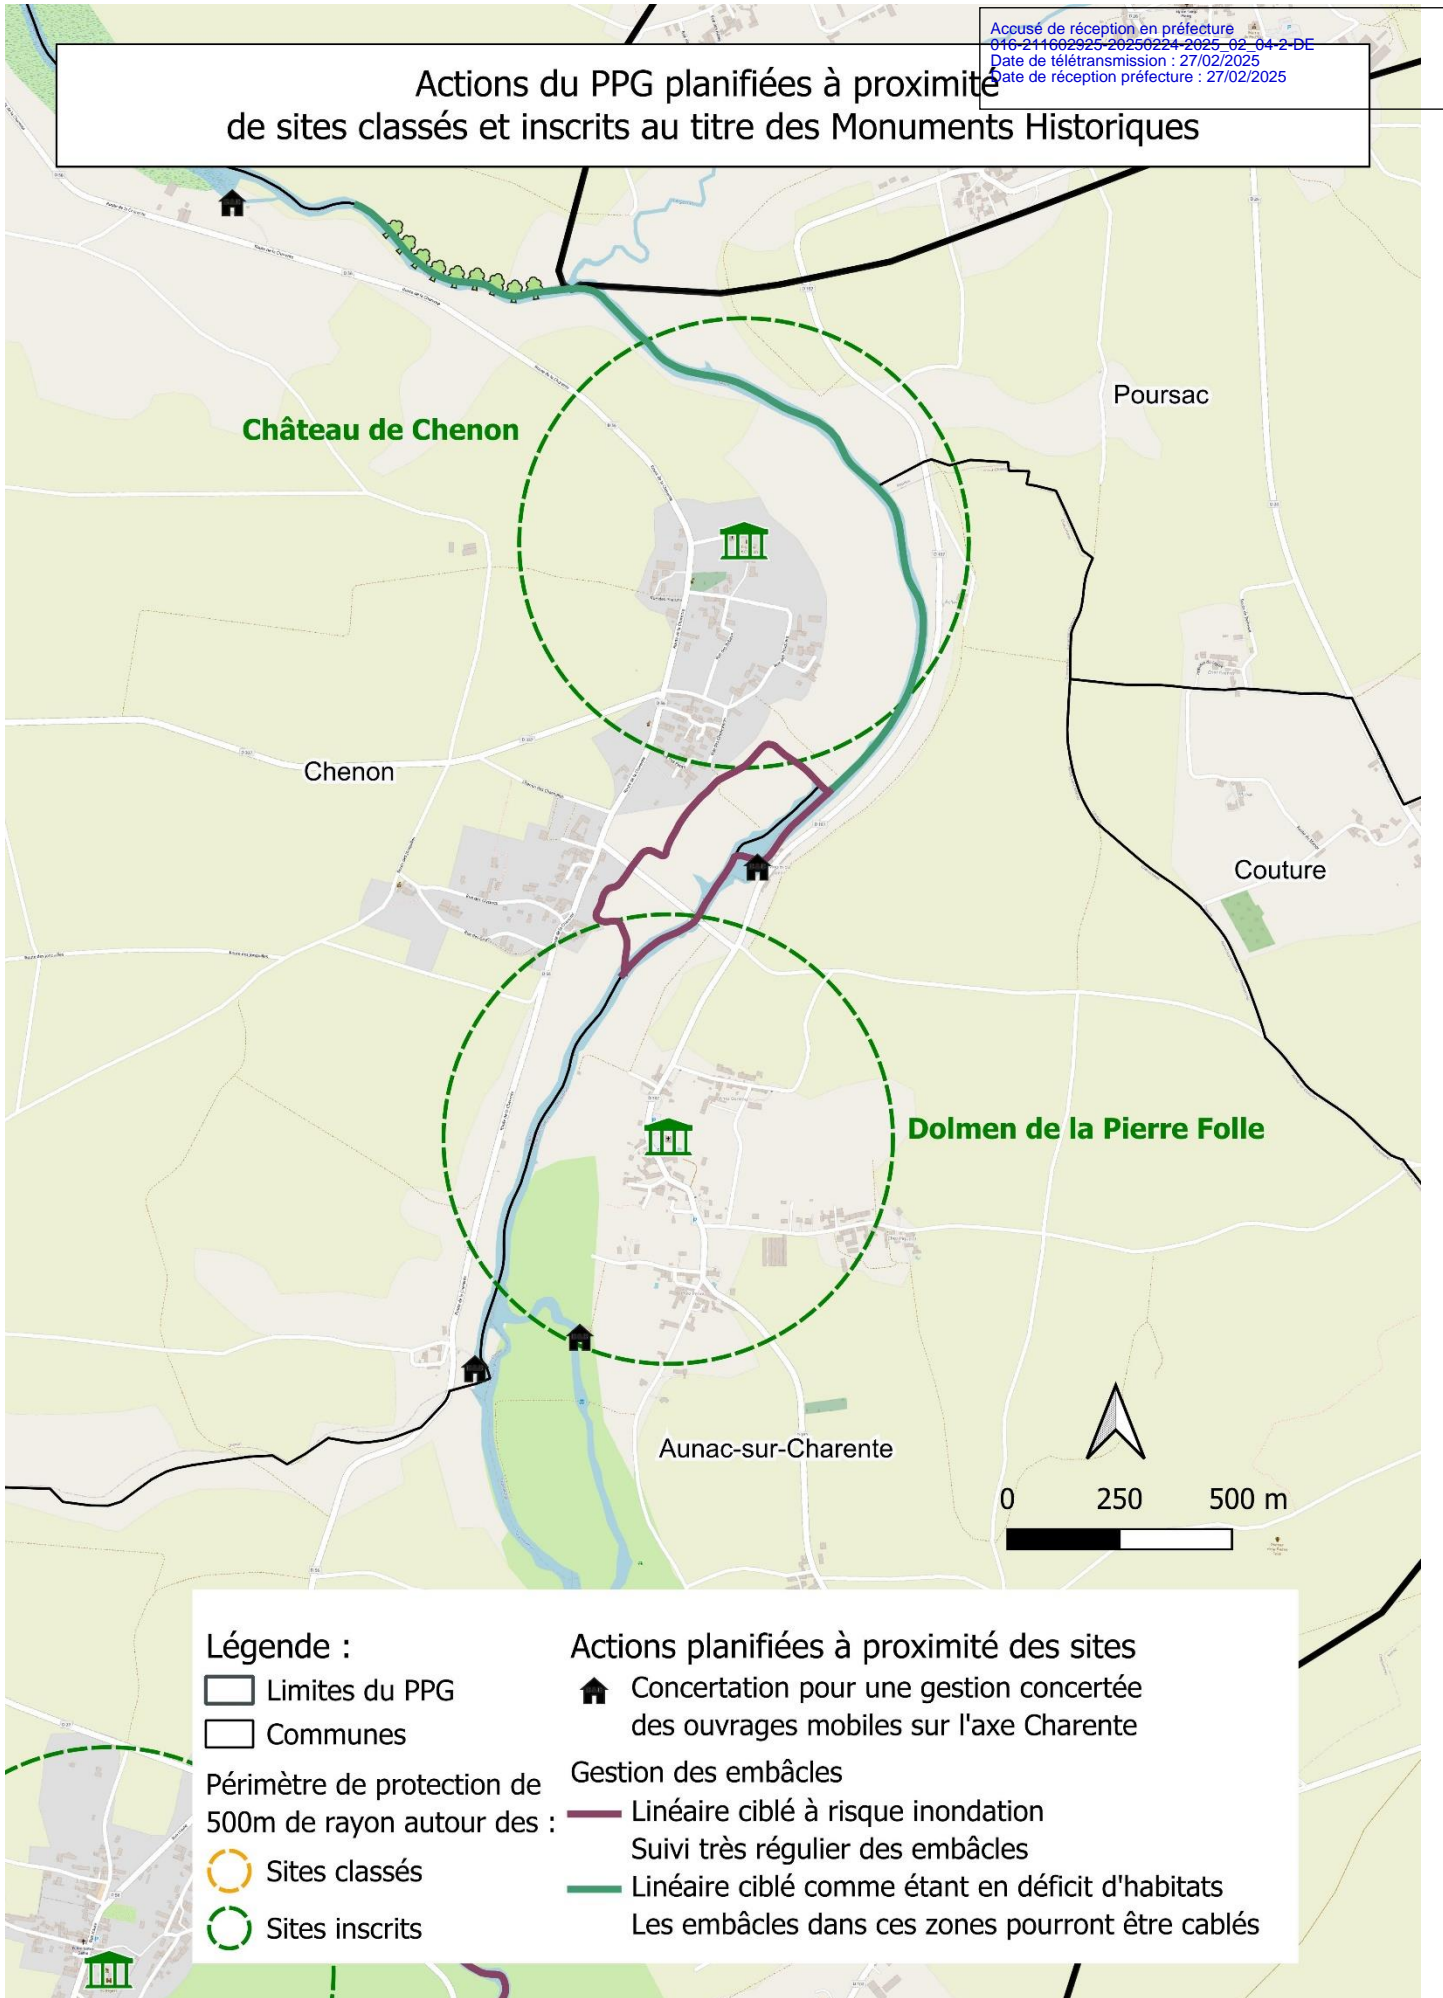 Accusé de réception en préfecture
016-211602925-20250224-2025_02_04-2-DE
Date de télétransmission : 27/02/2025
Date de réception préfecture : 27/02/2025
Actions du PPG planifiées à proximité
de sites classés et inscrits au titre des Monuments Historiques
Poursac
Château de Chenon
Chenon
Couture
Dolmen de la Pierre Folle
Aunac-sur-Charente
0 250 500 m
Légende :
Limites du PPG
Communes
Périmètre de protection de
500m de rayon autour des :
Sites classés
Sites inscrits
Actions planifiées à proximité des sites
Concertation pour une gestion concertée
des ouvrages mobiles sur l'axe Charente
Gestion des embâcles
Linéaire ciblé à risque inondation
Suivi très régulier des embâcles
Linéaire ciblé comme étant en déficit d'habitats
Les embâcles dans ces zones pourront être cablés